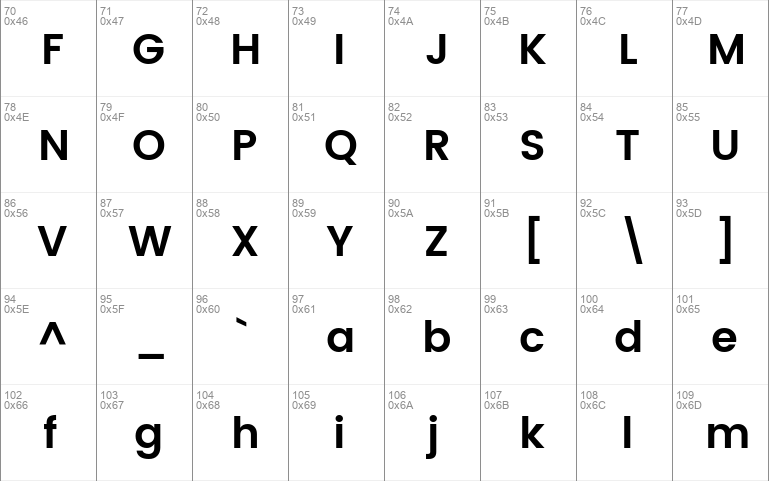 70 71 72 73 74 75 76 77
0x46 0x47 0x48 0x49 0x4A 0x4B 0x4C 0x4D
F G H I J K L M
78 79 80 81 82 83 84 85
0x4E 0x4F 0x50 0x51 0x52 0x53 0x54 0x55
N O P Q R S T U
86 87 88 89 90 91 92 93
0x56 0x57 0x58 0x59 0x5A 0x5B 0x5C 0x5D
V W X Y Z [ \ ]
94 95 96 97 98 99 100 101
0x5E 0x5F 0x60 0x61 0x62 0x63 0x64 0x65
^ _ ` a b c d e
102 103 104 105 106 107 108 109
0x66 0x67 0x68 0x69 0x6A 0x6B 0x6C 0x6D
f g h i j k l m